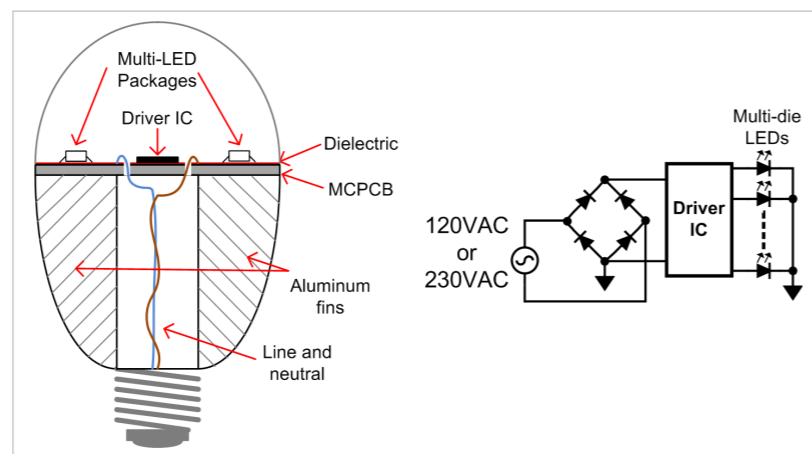 Multi-LED
Packages
Driver IC
Dielectric
MCPCB
Aluminum
fins
Line and
neutral
Multi-die
LEDs
120VAC
or
230VAC
Driver
IC